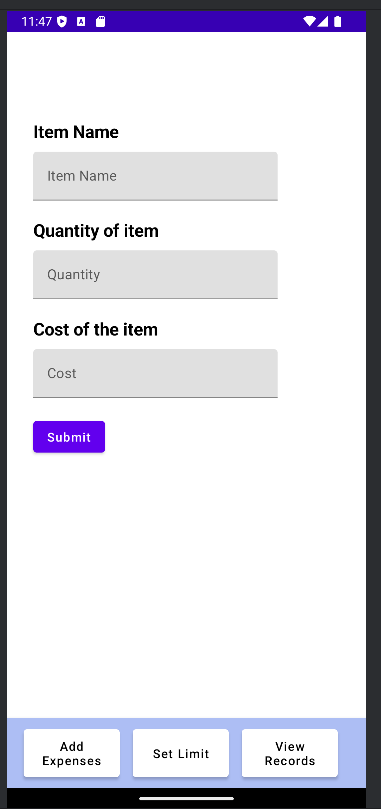 11:47
Item Name
Item Name
Quantity of item
Quantity
Cost of the item
Cost
Submit
Add
Expenses
Set Limit
View
Records